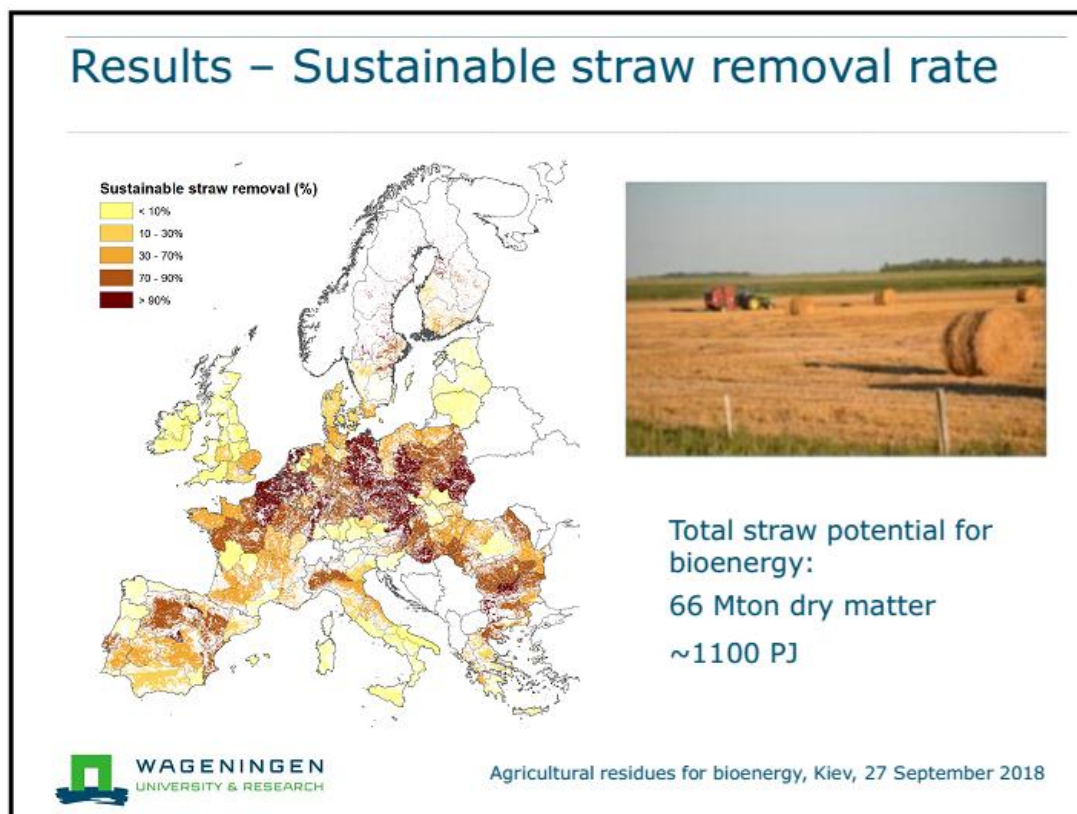 Results – Sustainable straw removal rate
Sustainable straw removal (%)
< 10%
10 - 30%
30 - 70%
70 - 90%
> 90%
Total straw potential for
bioenergy:
66 Mton dry matter
~1100 PJ
WAGENINGEN
UNIVERSITY & RESEARCH
Agricultural residues for bioenergy, Kiev, 27 September 2018